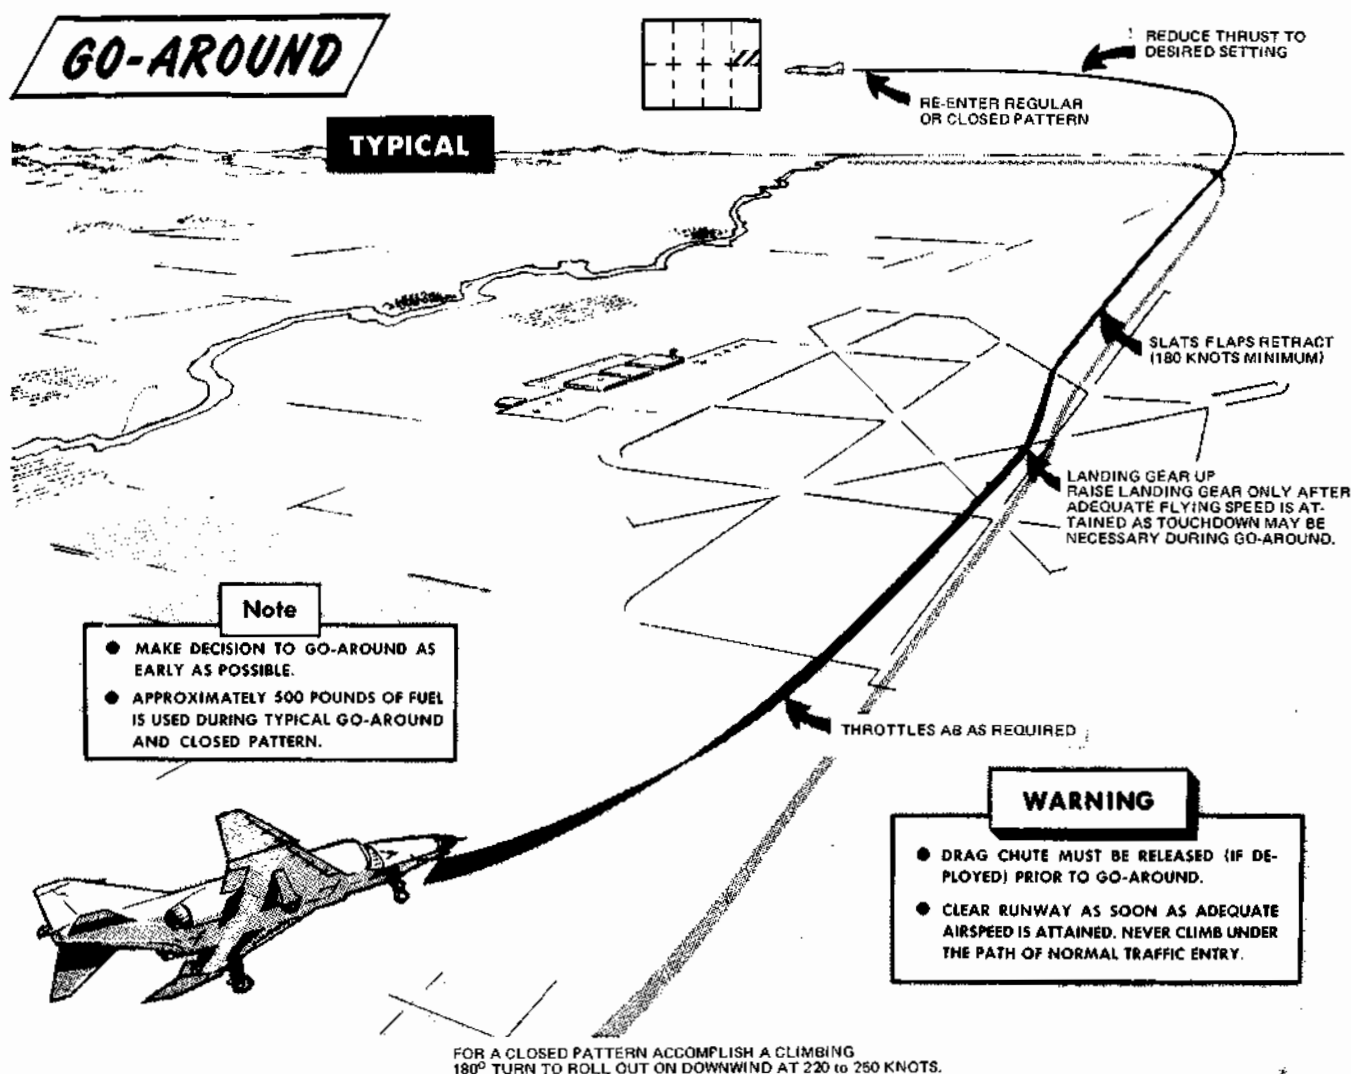 GO-AROUND
TYPICAL
REDUCE THRUST TO
DESIRED SETTING
RE-ENTER REGULAR
OR CLOSED PATTERN
SLATS FLAPS RETRACT
(180 KNOTS MINIMUM)
LANDING GEAR UP
RAISE LANDING GEAR ONLY AFTER
ADEQUATE FLYING SPEED IS AT-
TAINED AS TOUCHDOWN MAY BE
NECESSARY DURING GO-AROUND.
Note
● MAKE DECISION TO GO-AROUND AS
EARLY AS POSSIBLE.
● APPROXIMATELY 500 POUNDS OF FUEL
IS USED DURING TYPICAL GO-AROUND
AND CLOSED PATTERN.
THROTTLES AB AS REQUIRED
WARNING
● DRAG CHUTE MUST BE RELEASED (IF DE-
PLOYED) PRIOR TO GO-AROUND.
● CLEAR RUNWAY AS SOON AS ADEQUATE
AIRSPEED IS ATTAINED. NEVER CLIMB UNDER
THE PATH OF NORMAL TRAFFIC ENTRY.
FOR A CLOSED PATTERN ACCOMPLISH A CLIMBING
180° TURN TO ROLL OUT ON DOWNWIND AT 220 to 250 KNOTS.